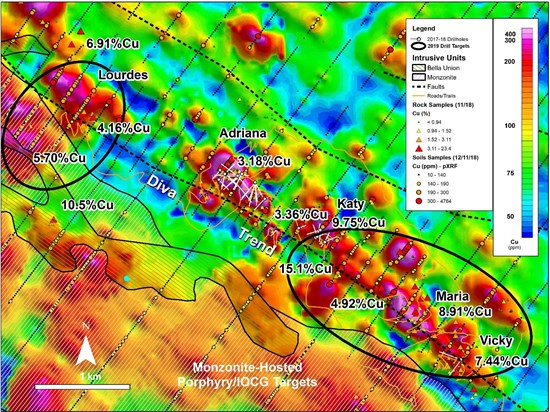 6.91%Cu
Lourdes
4.16%Cu
5.70%Cu
10.5%Cu
Adriana
3.18%Cu
Diva
Trend
3.36%Cu
Katy
9.75%Cu
15.1%Cu
4.92%Cu
Maria
8.91%Cu
Vicky
7.44%Cu
N
1 km
Monzonite-Hosted
Porphyry/IOCG Targets
Legend
2017-18 Drillholes
2019 Drill Targets
Intrusive Units
Bella Union
Monzonite
Faults
Roads/Trails
Rock Samples (11/18)
Cu (%)
< 0.94
0.94 - 1.52
1.52 - 3.11
3.11 - 23.4
Soils Samples (12/11/18)
Cu (ppm) - pXRF
10 - 140
140 - 190
190 - 300
300 - 4764
400
300
200
100
75
50
Cu
(ppm)